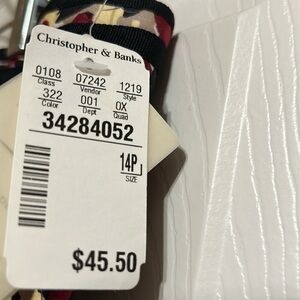 Christopher & Banks
0108 07242 1219
Class Vendor Style
322 001 0X
Color Dept Quad
34284052
14P
SIZE
$45.50